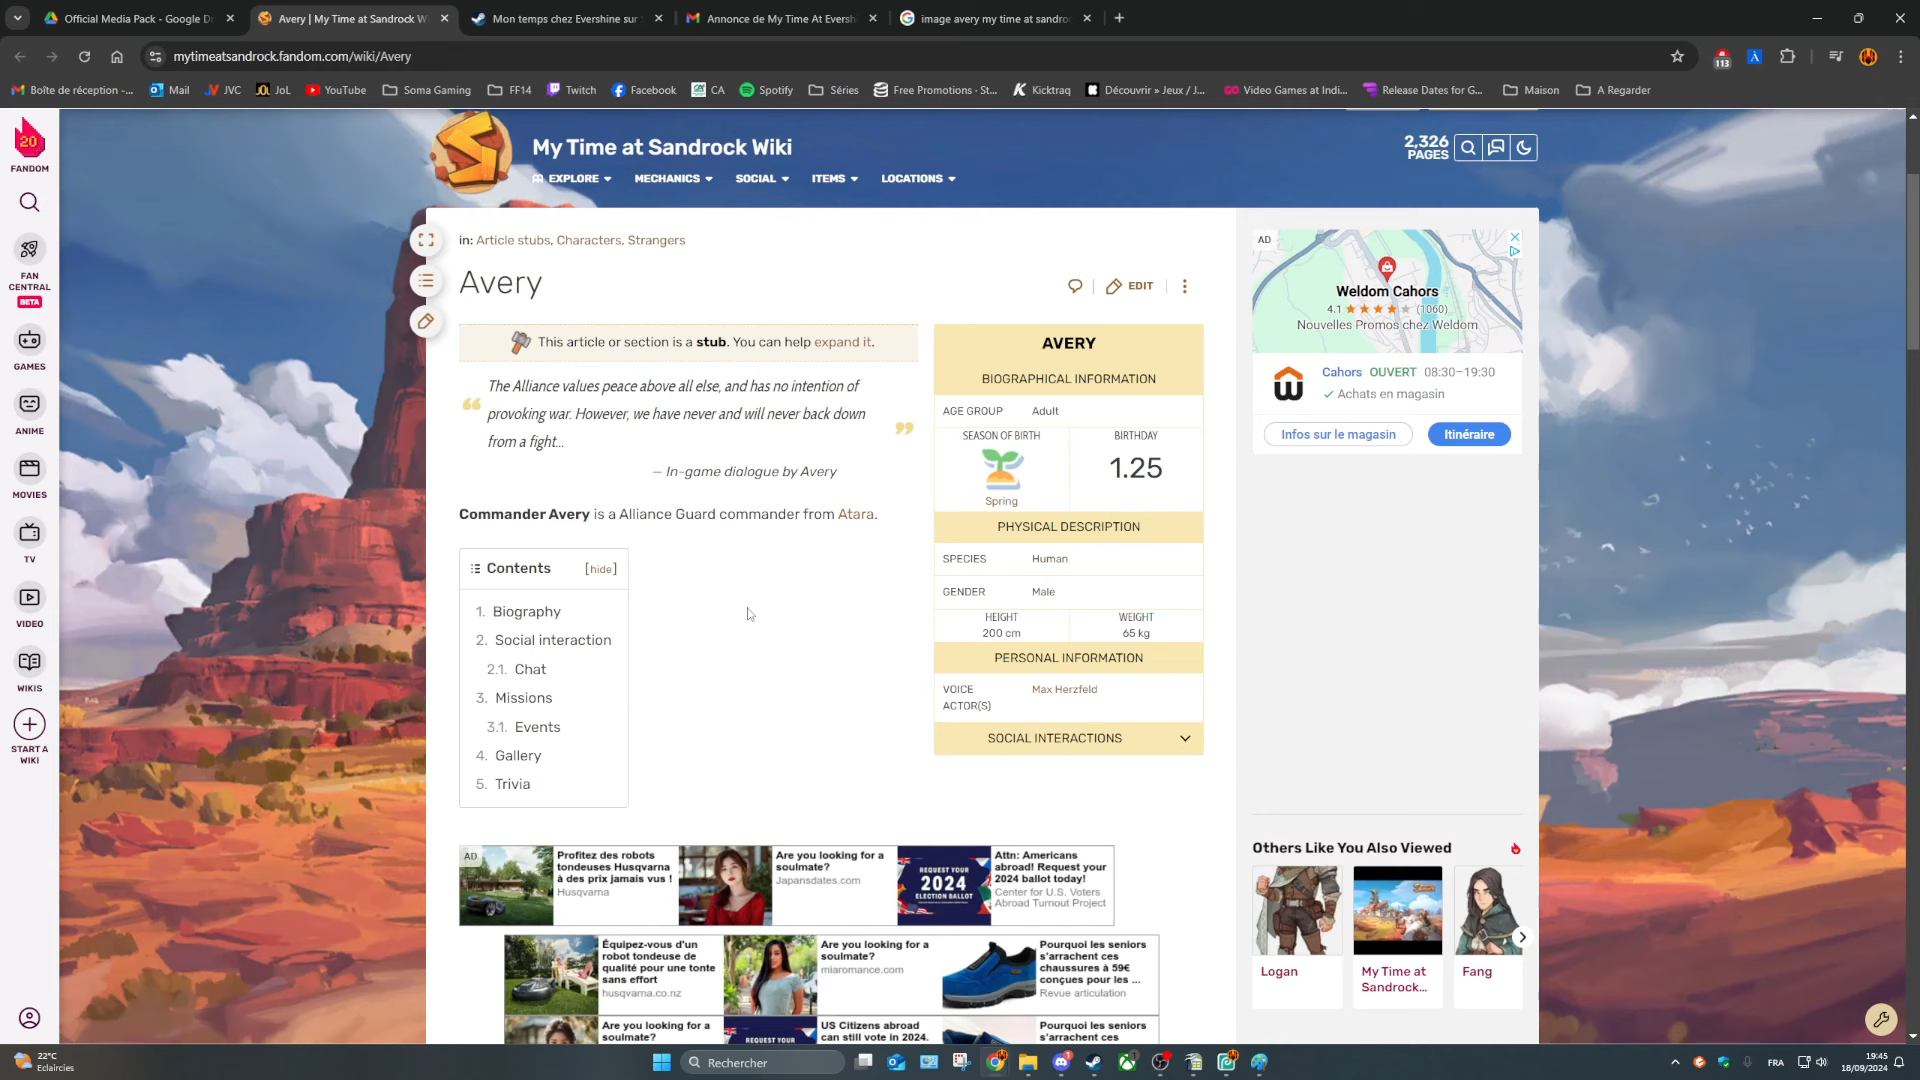 Official Media Pack - Google Dr
Avery | My Time at Sandrock W
Mon temps chez Evershine sur S
Annonce de My Time At Evershi
image avery my time at sandroc
mytimeatsandrock.fandom.com/wiki/Avery
113
Boîte de réception -...
Mail
JVC
JoL
YouTube
Soma Gaming
FF14
Twitch
Facebook
CA
Spotify
Séries
Free Promotions · St...
Kicktraq
Découvrir » Jeux / J...
Video Games at Indi...
Release Dates for G...
Maison
A Regarder
20
FANDOM
FAN
CENTRAL
BETA
GAMES
ANIME
MOVIES
TV
VIDEO
WIKIS
START A
WIKI
My Time at Sandrock Wiki
2,326
PAGES
EXPLORE
MECHANICS
SOCIAL
ITEMS
LOCATIONS
in: Article stubs, Characters, Strangers
Avery
EDIT
This article or section is a stub. You can help expand it.
The Alliance values peace above all else, and has no intention of
provoking war. However, we have never and will never back down
from a fight...
— In-game dialogue by Avery
Commander Avery is a Alliance Guard commander from Atara.
Contents [hide]
1. Biography
2. Social interaction
2.1. Chat
3. Missions
3.1. Events
4. Gallery
5. Trivia
AVERY
BIOGRAPHICAL INFORMATION
AGE GROUP Adult
SEASON OF BIRTH BIRTHDAY
1.25
Spring
PHYSICAL DESCRIPTION
SPECIES Human
GENDER Male
HEIGHT WEIGHT
200 cm 65 kg
PERSONAL INFORMATION
VOICE Max Herzfeld
ACTOR(S)
SOCIAL INTERACTIONS
AD
Weldom Cahors
4.1 (1060)
Nouvelles Promos chez Weldom
Cahors OUVERT 08:30–19:30
Achats en magasin
Infos sur le magasin
Itinéraire
Others Like You Also Viewed
Logan
My Time at
Sandrock...
Fang
AD
Profitez des robots
tondeuses Husqvarna
à des prix jamais vus !
Husqvarna
Are you looking for a
soulmate?
Japansdates.com
REQUEST YOUR
2024
ELECTION BALLOT
Attn: Americans
abroad! Request your
2024 ballot today!
Center for U.S. Voters
Abroad Turnout Project
Équipez-vous d'un
robot tondeuse de
qualité pour une tonte
sans effort
husqvarna.co.nz
Are you looking for a
soulmate?
miaromance.com
Pourquoi les seniors
s'arrachent ces
chaussures à 59€
conçues pour les ...
Revue articulation
Are you looking for a
soulmate?
REQUEST YOUR
US Citizens abroad
can still vote in 2024.
Pourquoi les seniors
s'arrachent ces
22°C
Eclaircies
Rechercher
1
FRA
19:45
18/09/2024